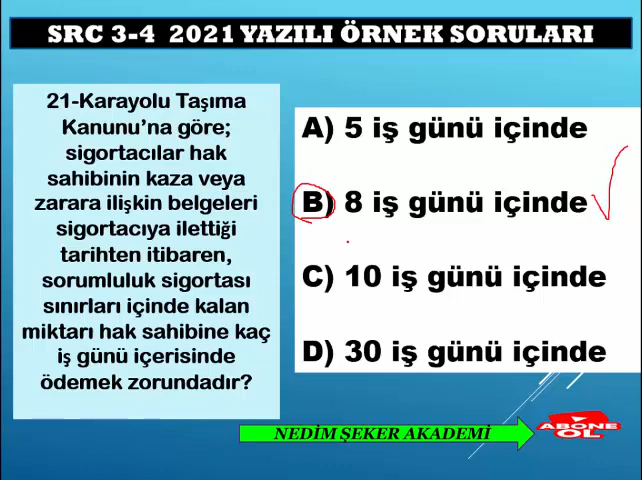 SRC 3-4 2021 YAZILI ÖRNEK SORULARI
21-Karayolu Taşıma
Kanunu'na göre;
sigortacılar hak
sahibinin kaza veya
zarara ilişkin belgeleri
sigortacıya ilettiği
tarihten itibaren,
sorumluluk sigortası
sınırları içinde kalan
miktarı hak sahibine kaç
iş günü içerisinde
ödemek zorundadır?
A) 5 iş günü içinde
B) 8 iş günü içinde
C) 10 iş günü içinde
D) 30 iş günü içinde
NEDİM ŞEKER AKADEMİ
ABONE
OL